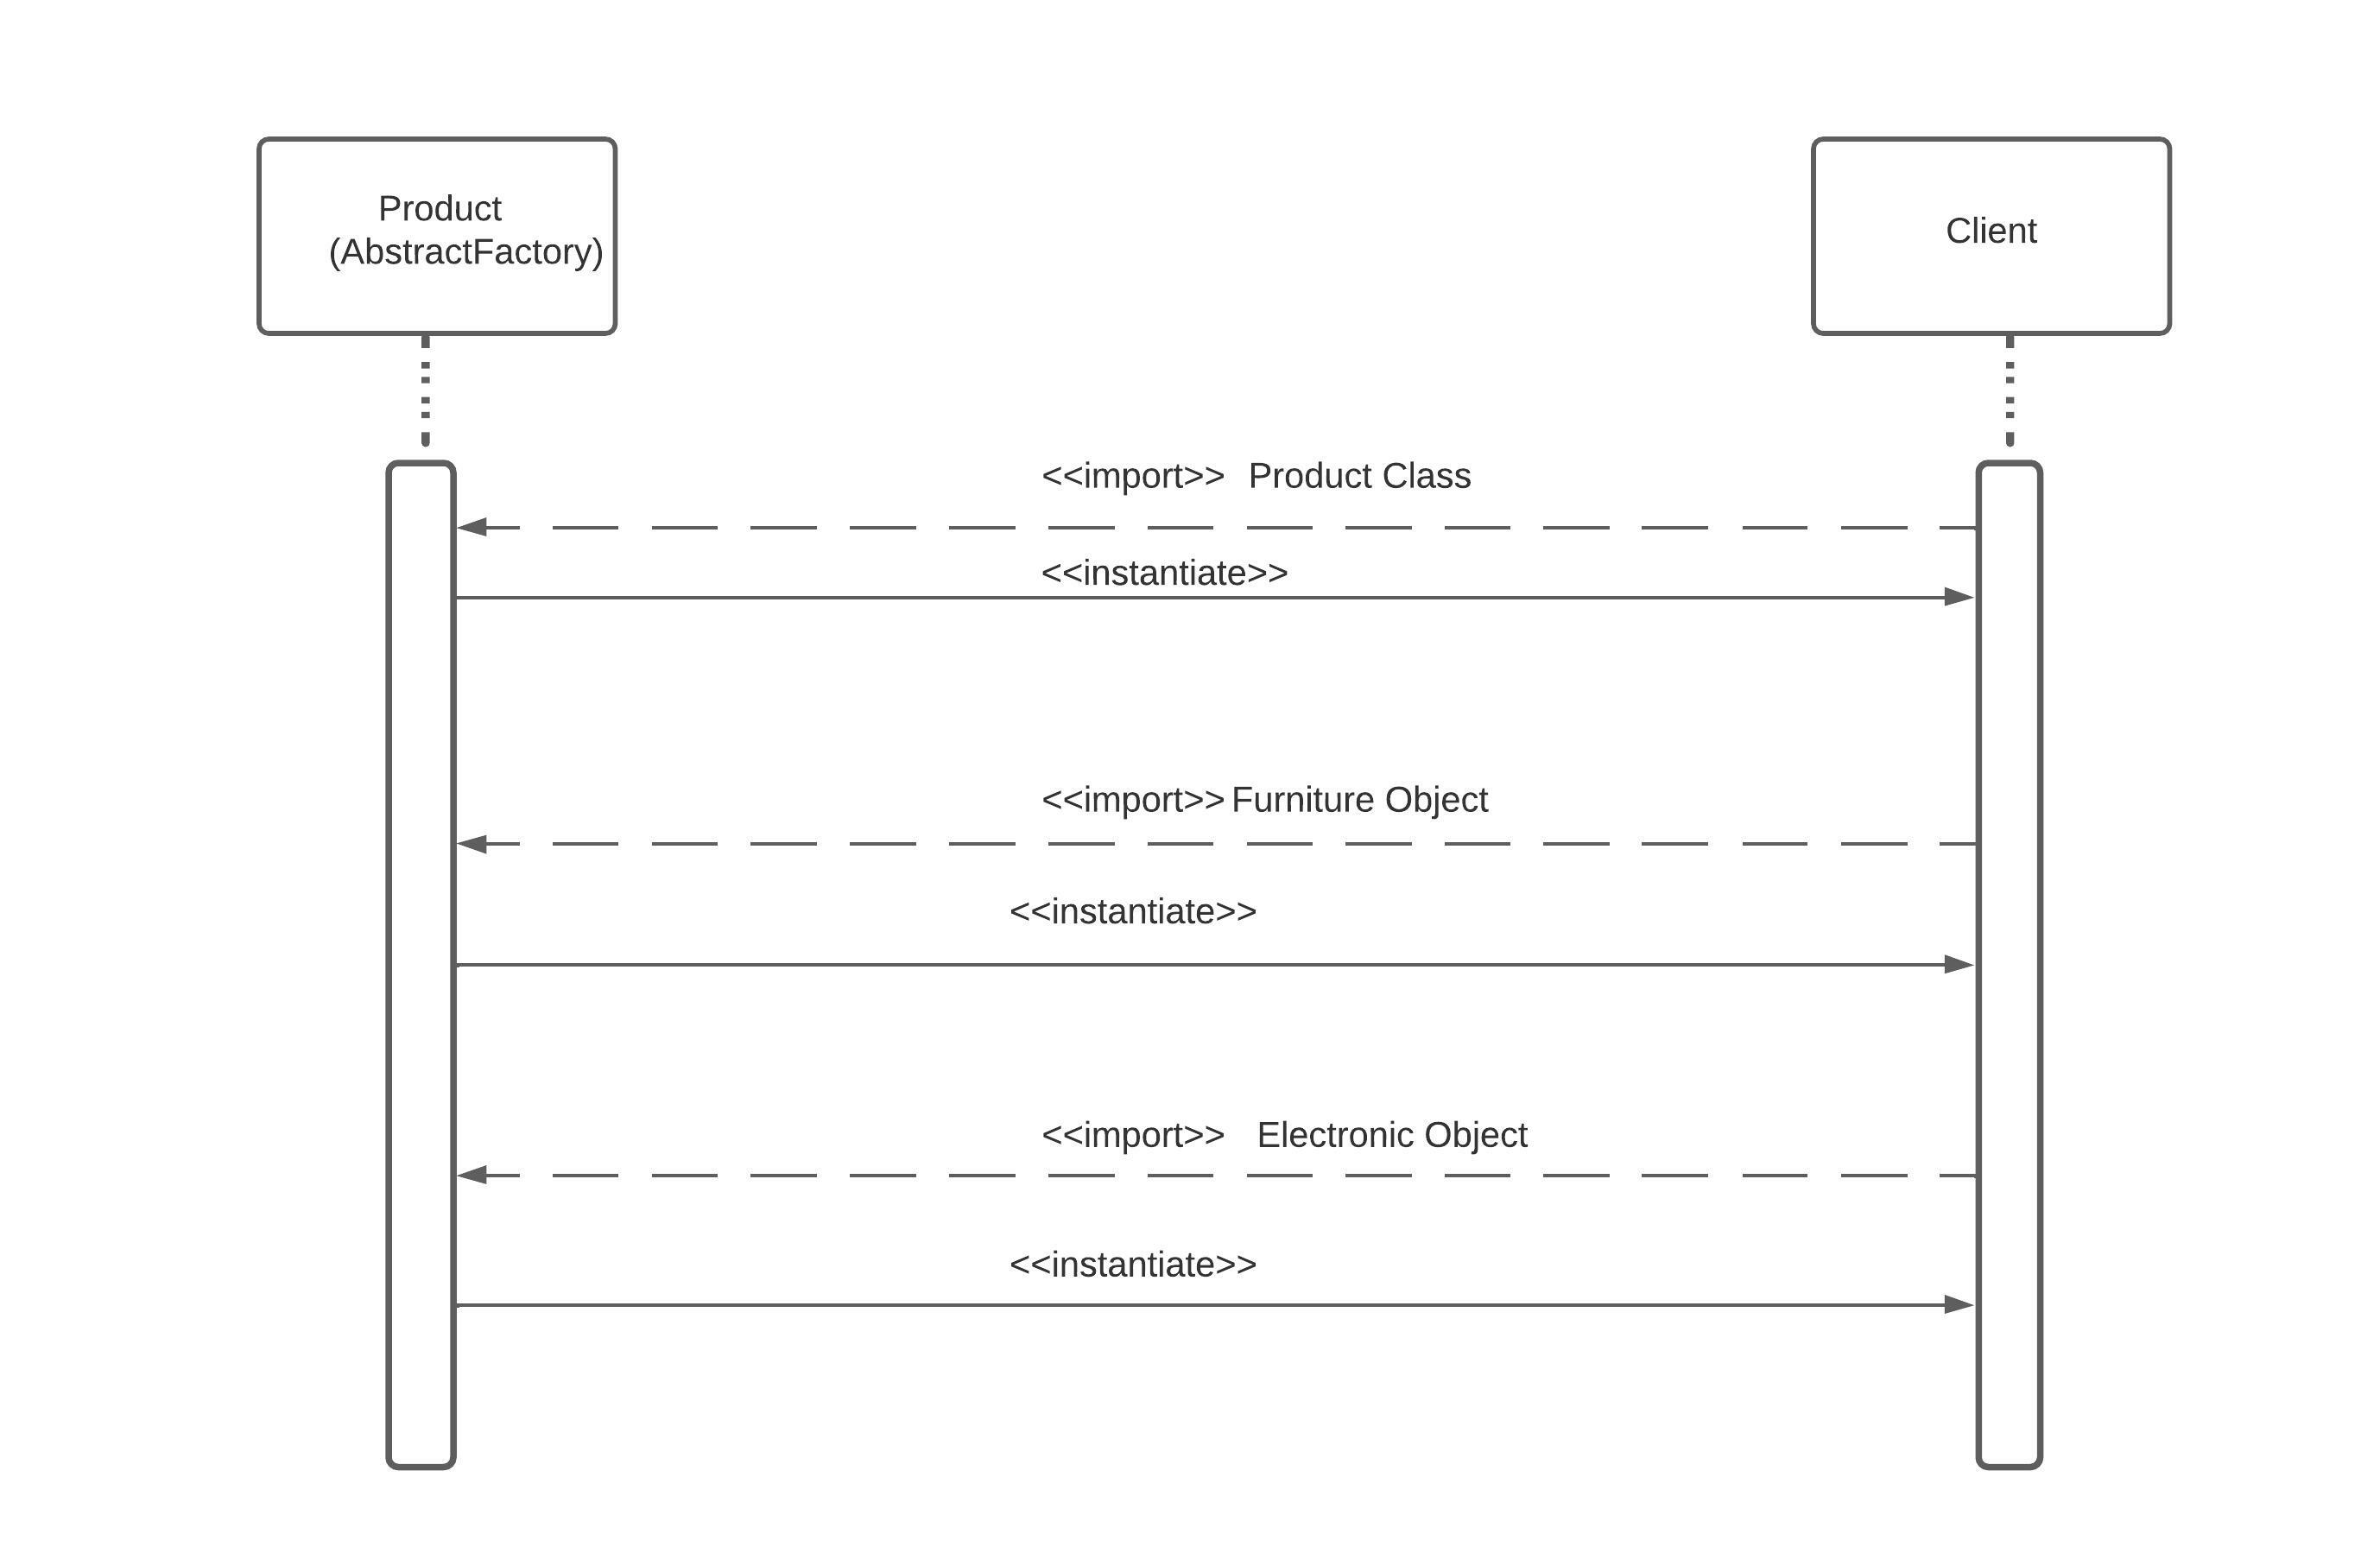 Product
(AbstractFactory)
Client
<<import>> Product Class
<<instantiate>>
<<import>> Furniture Object
<<instantiate>>
<<import>> Electronic Object
<<instantiate>>